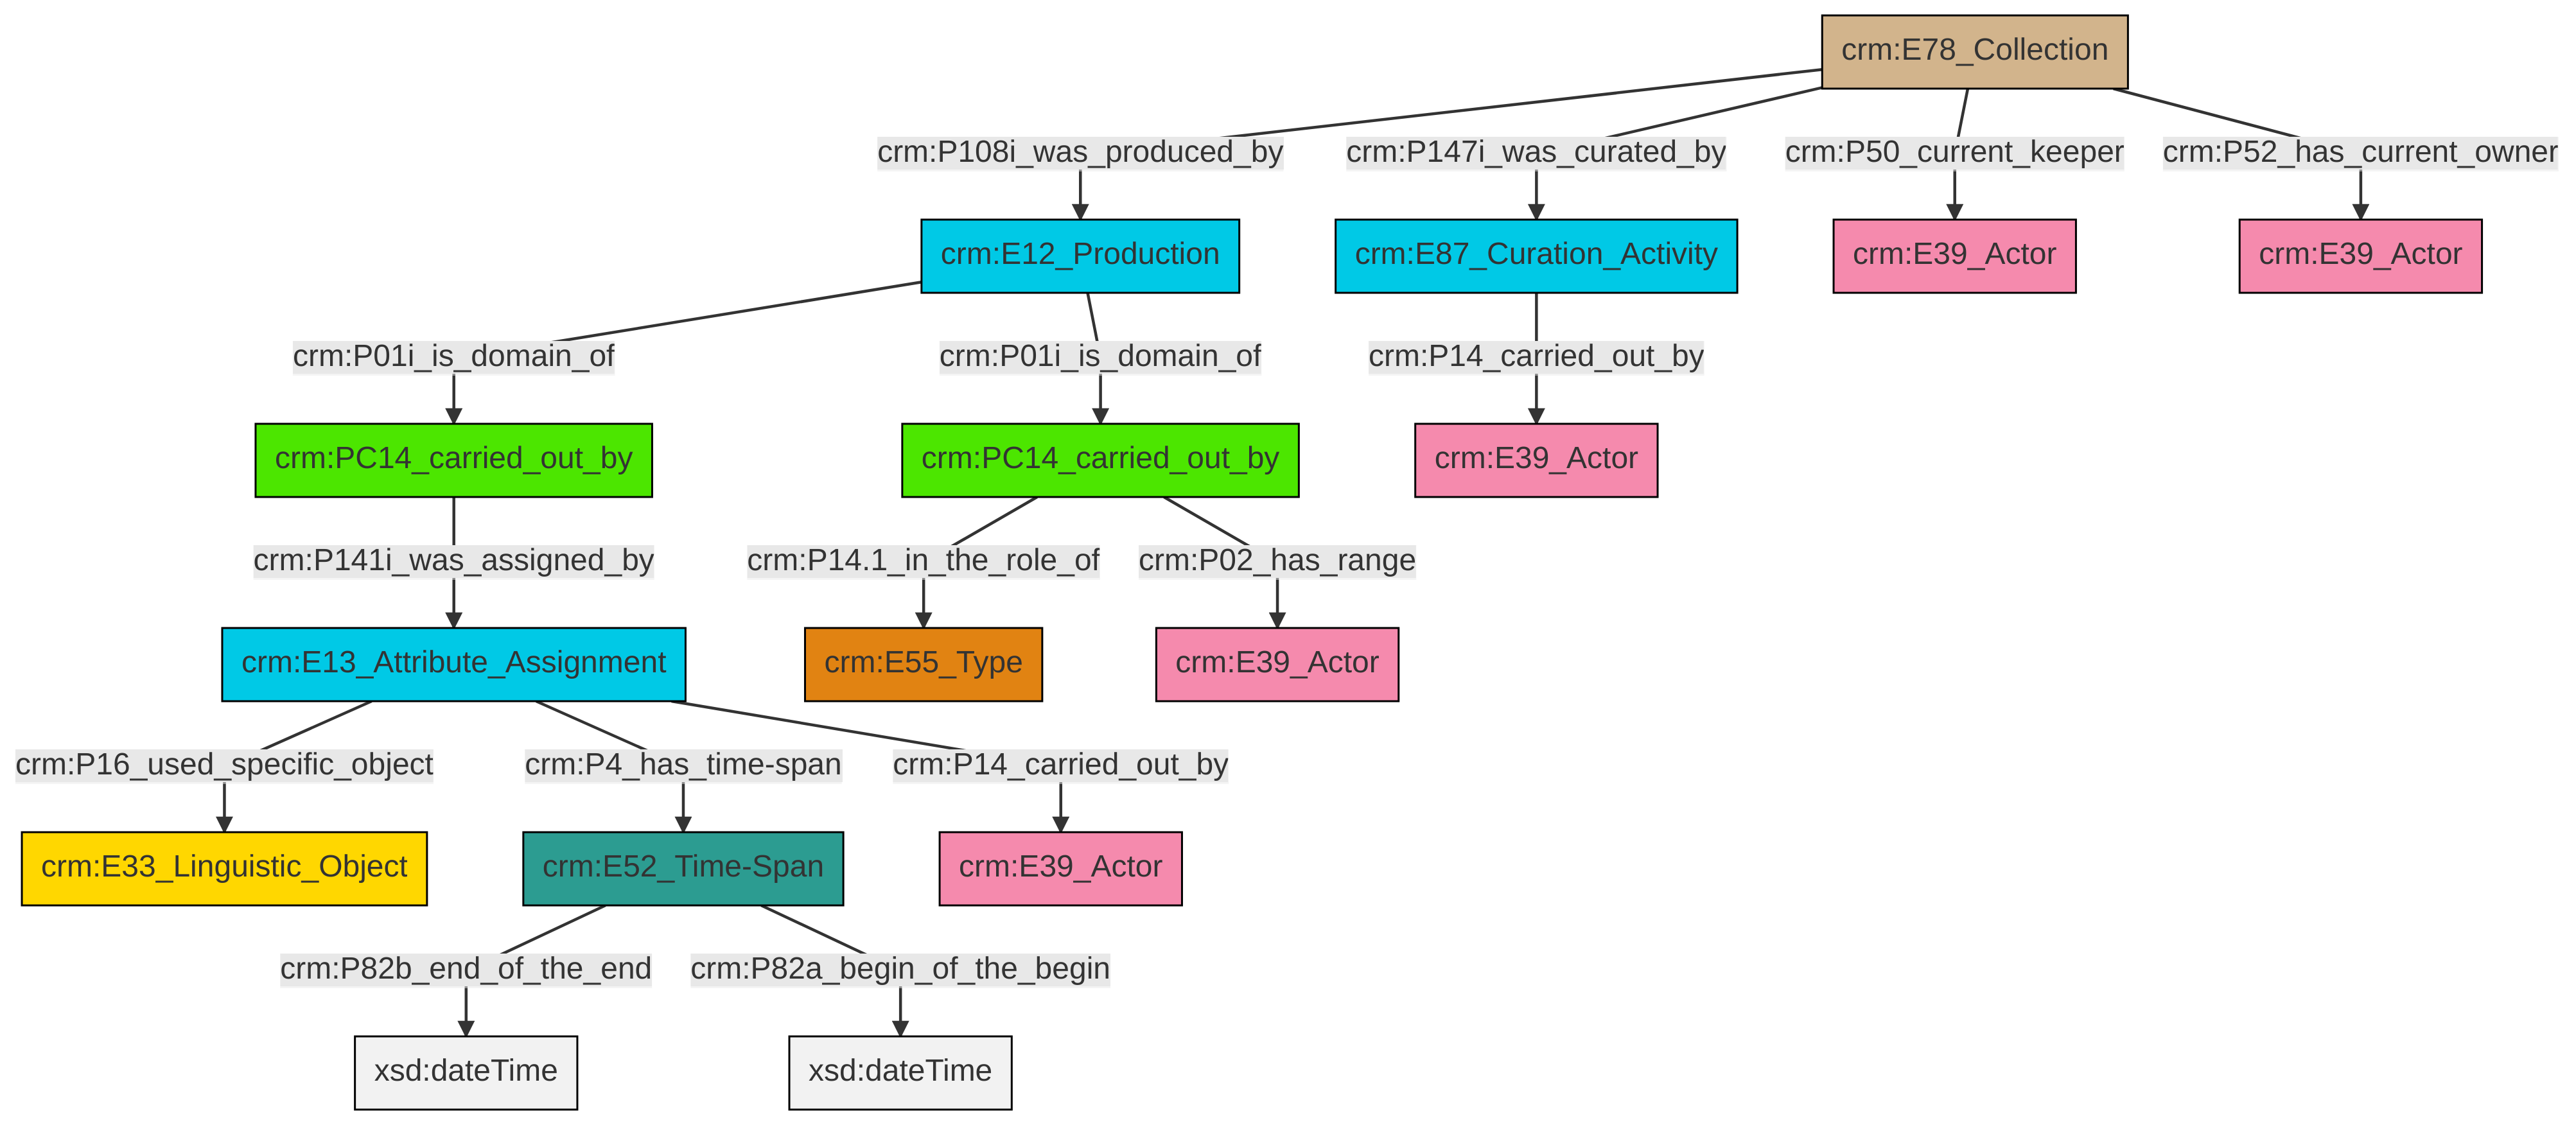 crm:E78_Collection
crm:P108i_was_produced_by
crm:P147i_was_curated_by
crm:P50_current_keeper
crm:P52_has_current_owner
crm:E12_Production
crm:E87_Curation_Activity
crm:E39_Actor
crm:E39_Actor
crm:P01i_is_domain_of
crm:P01i_is_domain_of
crm:P14_carried_out_by
crm:PC14_carried_out_by
crm:PC14_carried_out_by
crm:E39_Actor
crm:P141i_was_assigned_by
crm:P14.1_in_the_role_of
crm:P02_has_range
crm:E13_Attribute_Assignment
crm:E55_Type
crm:E39_Actor
crm:P16_used_specific_object
crm:P4_has_time-span
crm:P14_carried_out_by
crm:E33_Linguistic_Object
crm:E52_Time-Span
crm:E39_Actor
crm:P82b_end_of_the_end
crm:P82a_begin_of_the_begin
xsd:dateTime
xsd:dateTime